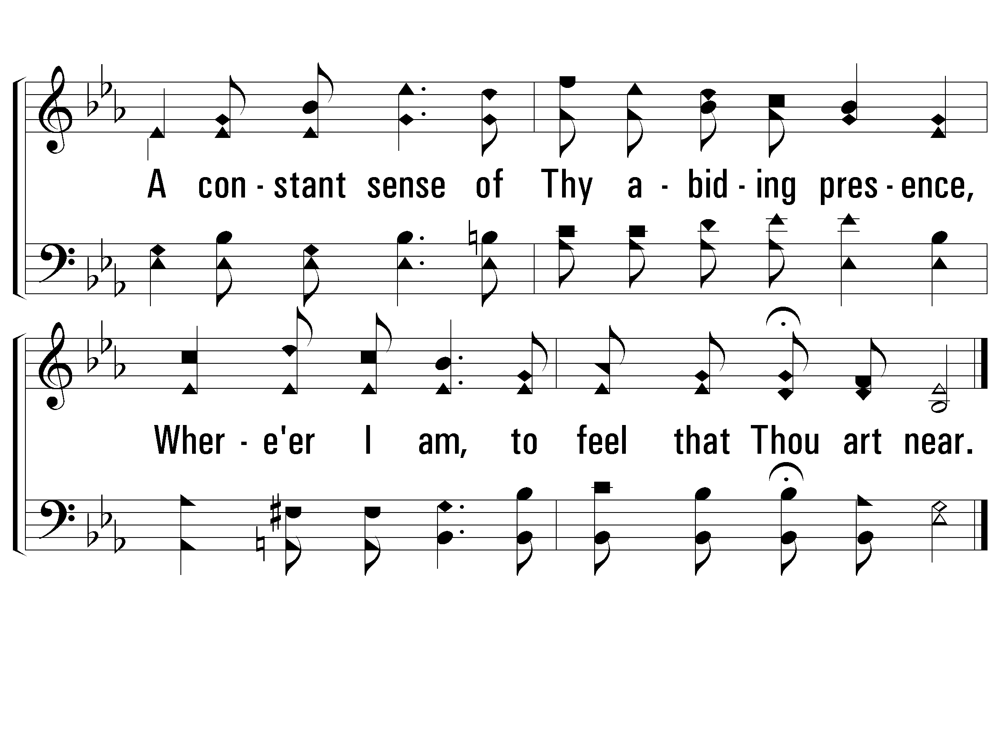 A con - stant sense of Thy a - bid - ing pres - ence,
Wher - e'er I am, to feel that Thou art near.